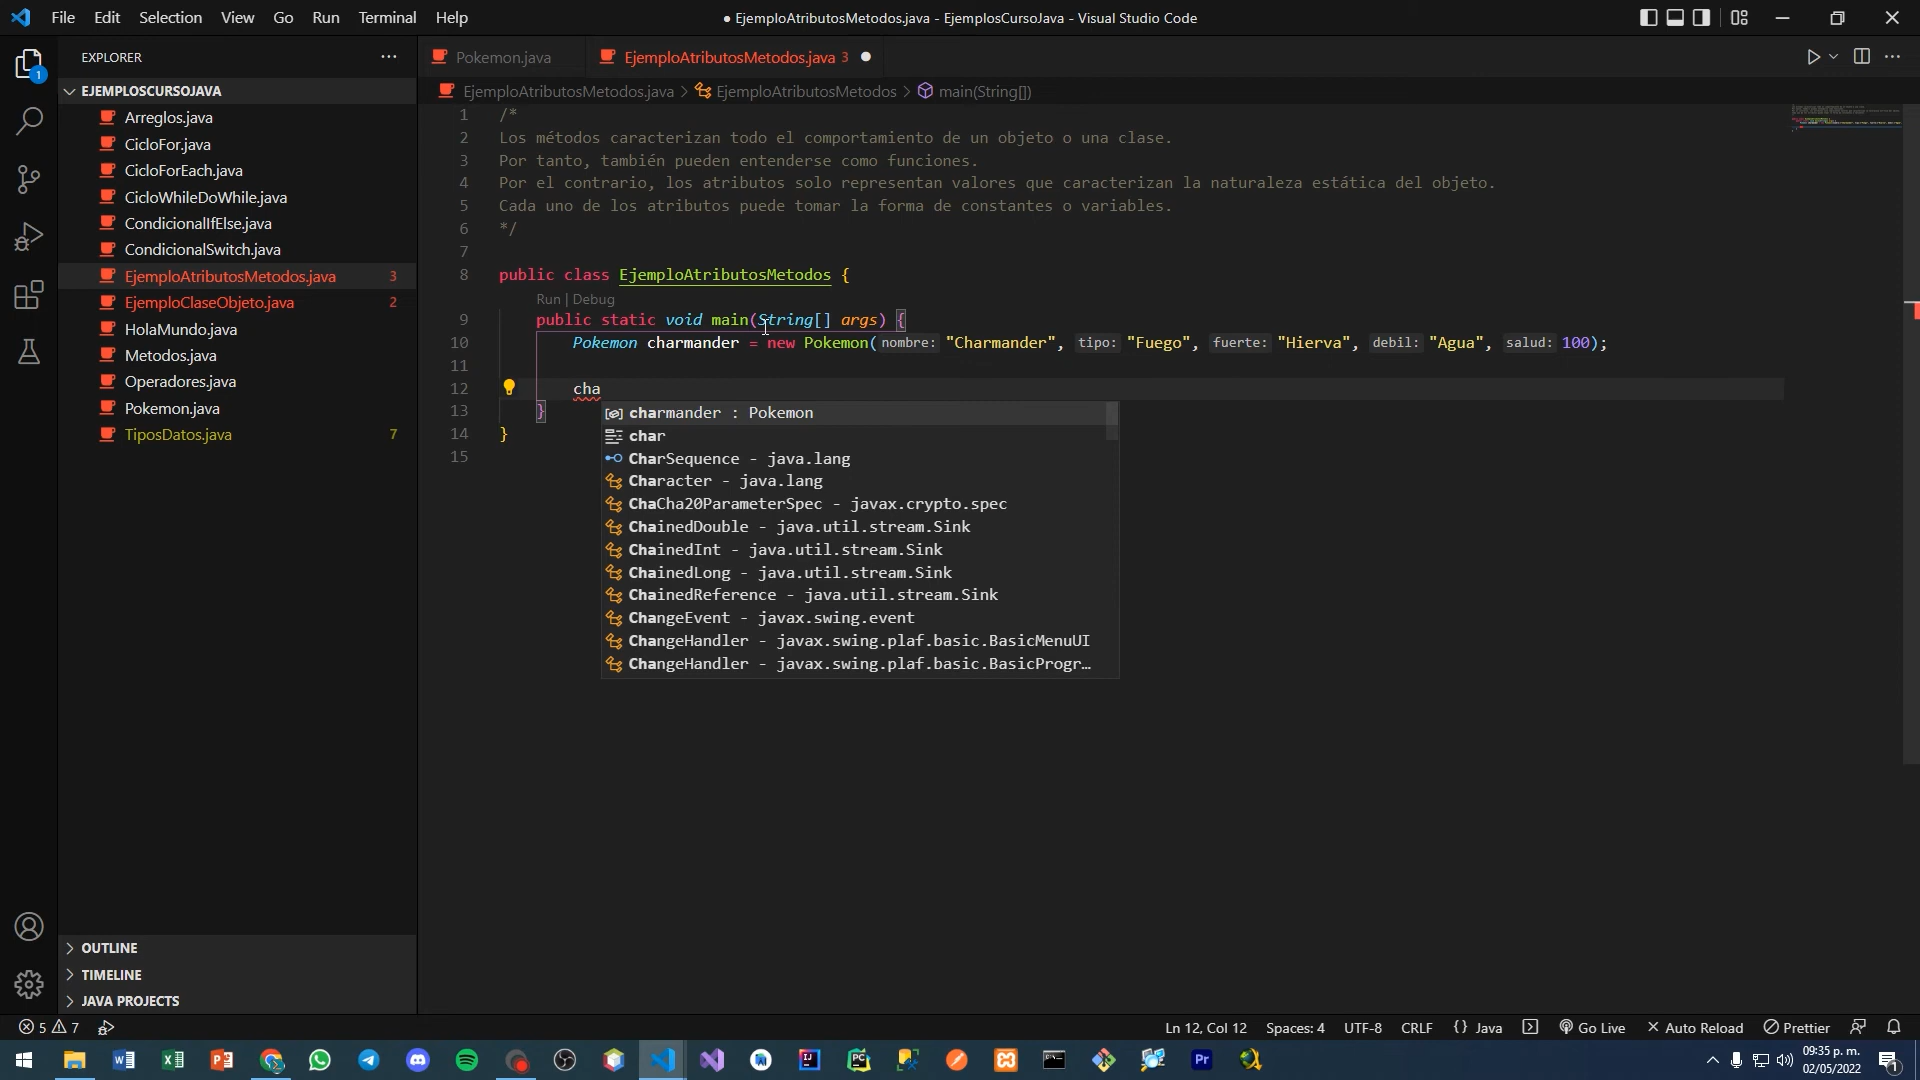 File Edit Selection View Go Run Terminal Help
● EjemploAtributosMetodos.java - EjemplosCursoJava - Visual Studio Code
EXPLORER
EJEMPLOSCURSOJAVA
Arreglos.java
CicloFor.java
CicloForEach.java
CicloWhileDoWhile.java
CondicionalIfElse.java
CondicionalSwitch.java
EjemploAtributosMetodos.java 3
EjemploClaseObjeto.java 2
HolaMundo.java
Metodos.java
Operadores.java
Pokemon.java
TiposDatos.java 7
OUTLINE
TIMELINE
JAVA PROJECTS
Pokemon.java
EjemploAtributosMetodos.java 3
EjemploAtributosMetodos.java > EjemploAtributosMetodos > main(String[])
1 /*
2 Los métodos caracterizan todo el comportamiento de un objeto o una clase.
3 Por tanto, también pueden entenderse como funciones.
4 Por el contrario, los atributos solo representan valores que caracterizan la naturaleza estática del objeto.
5 Cada uno de los atributos puede tomar la forma de constantes o variables.
6 */
7
8 public class EjemploAtributosMetodos {
Run | Debug
9 public static void main(String[] args) {
10 Pokemon charmander = new Pokemon(nombre: "Charmander", tipo: "Fuego", fuerte: "Hierva", debil: "Agua", salud: 100);
11
12 cha
13 }
14 }
15
charmander : Pokemon
char
CharSequence - java.lang
Character - java.lang
ChaCha20ParameterSpec - javax.crypto.spec
ChainedDouble - java.util.stream.Sink
ChainedInt - java.util.stream.Sink
ChainedLong - java.util.stream.Sink
ChainedReference - java.util.stream.Sink
ChangeEvent - javax.swing.event
ChangeHandler - javax.swing.plaf.basic.BasicMenuUI
ChangeHandler - javax.swing.plaf.basic.BasicProgr…
5 7
Ln 12, Col 12 Spaces: 4 UTF-8 CRLF {} Java Go Live Auto Reload Prettier
09:35 p. m.
02/05/2022